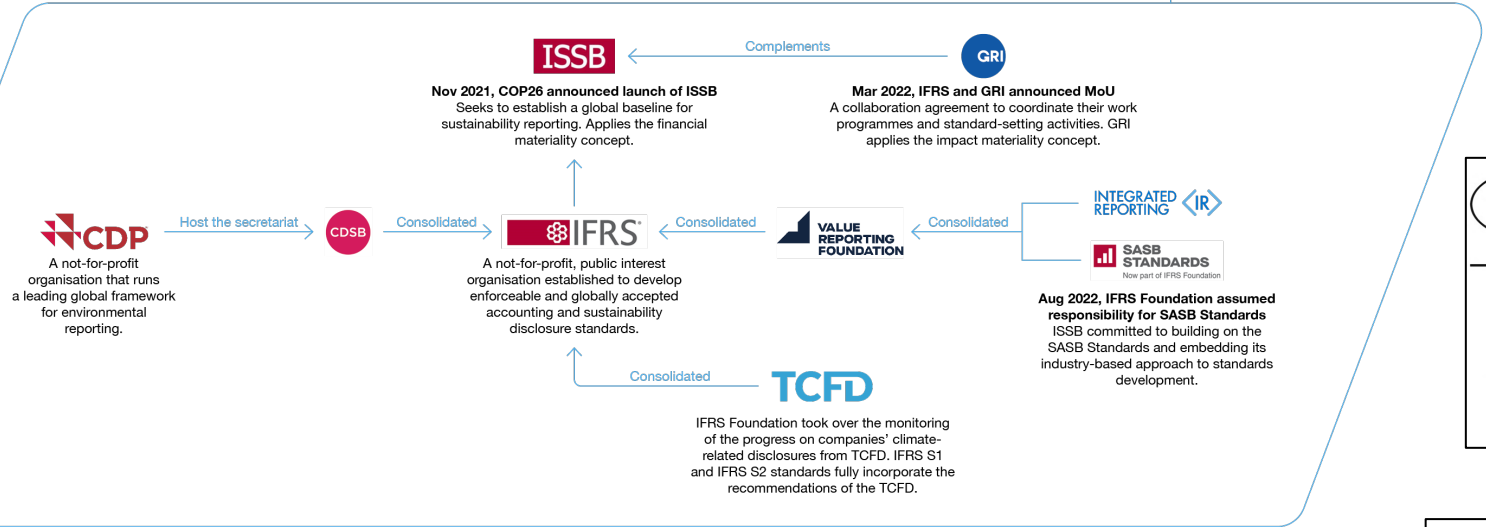 ISSB
Complements
GRI
Nov 2021, COP26 announced launch of ISSB
Seeks to establish a global baseline for
sustainability reporting. Applies the financial
materiality concept.
Mar 2022, IFRS and GRI announced MoU
A collaboration agreement to coordinate their work
programmes and standard-setting activities. GRI
applies the impact materiality concept.
CDP
Host the secretariat
CDSB
Consolidated
IFRS
Consolidated
VALUE
REPORTING
FOUNDATION
Consolidated
INTEGRATED
REPORTING
<IR>
SASB
STANDARDS
Now part of IFRS Foundation
A not-for-profit
organisation that runs
a leading global framework
for environmental
reporting.
A not-for-profit, public interest
organisation established to develop
enforceable and globally accepted
accounting and sustainability
disclosure standards.
Aug 2022, IFRS Foundation assumed
responsibility for SASB Standards
ISSB committed to building on the
SASB Standards and embedding its
industry-based approach to standards
development.
Consolidated
TCFD
IFRS Foundation took over the monitoring
of the progress on companies' climate-
related disclosures from TCFD. IFRS S1
and IFRS S2 standards fully incorporate the
recommendations of the TCFD.